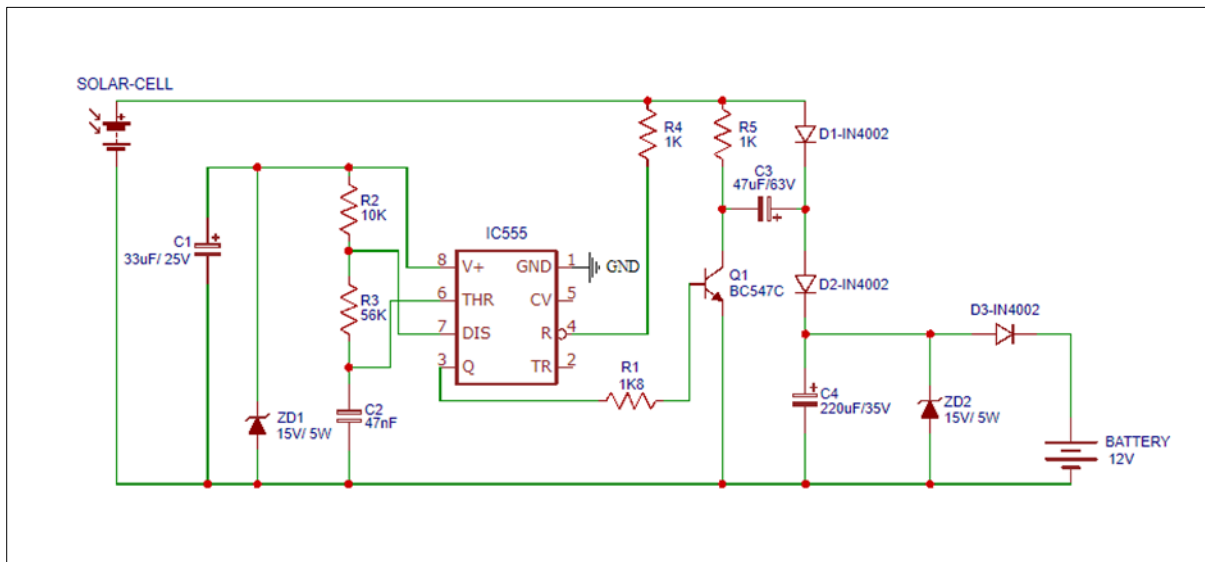 SOLAR-CELL
+
R4
1K
R5
1K
D1-IN4002
C3
47uF/63V
+
R2
10K
IC555
C1
33uF/ 25V
+
8 V+
GND 1
GND
6 THR
CV 5
7 DIS
R 4
3 Q
TR 2
R3
56K
Q1
BC547C
D2-IN4002
D3-IN4002
R1
1K8
ZD1
15V/ 5W
C2
47nF
+
C4
220uF/35V
ZD2
15V/ 5W
BATTERY
12V